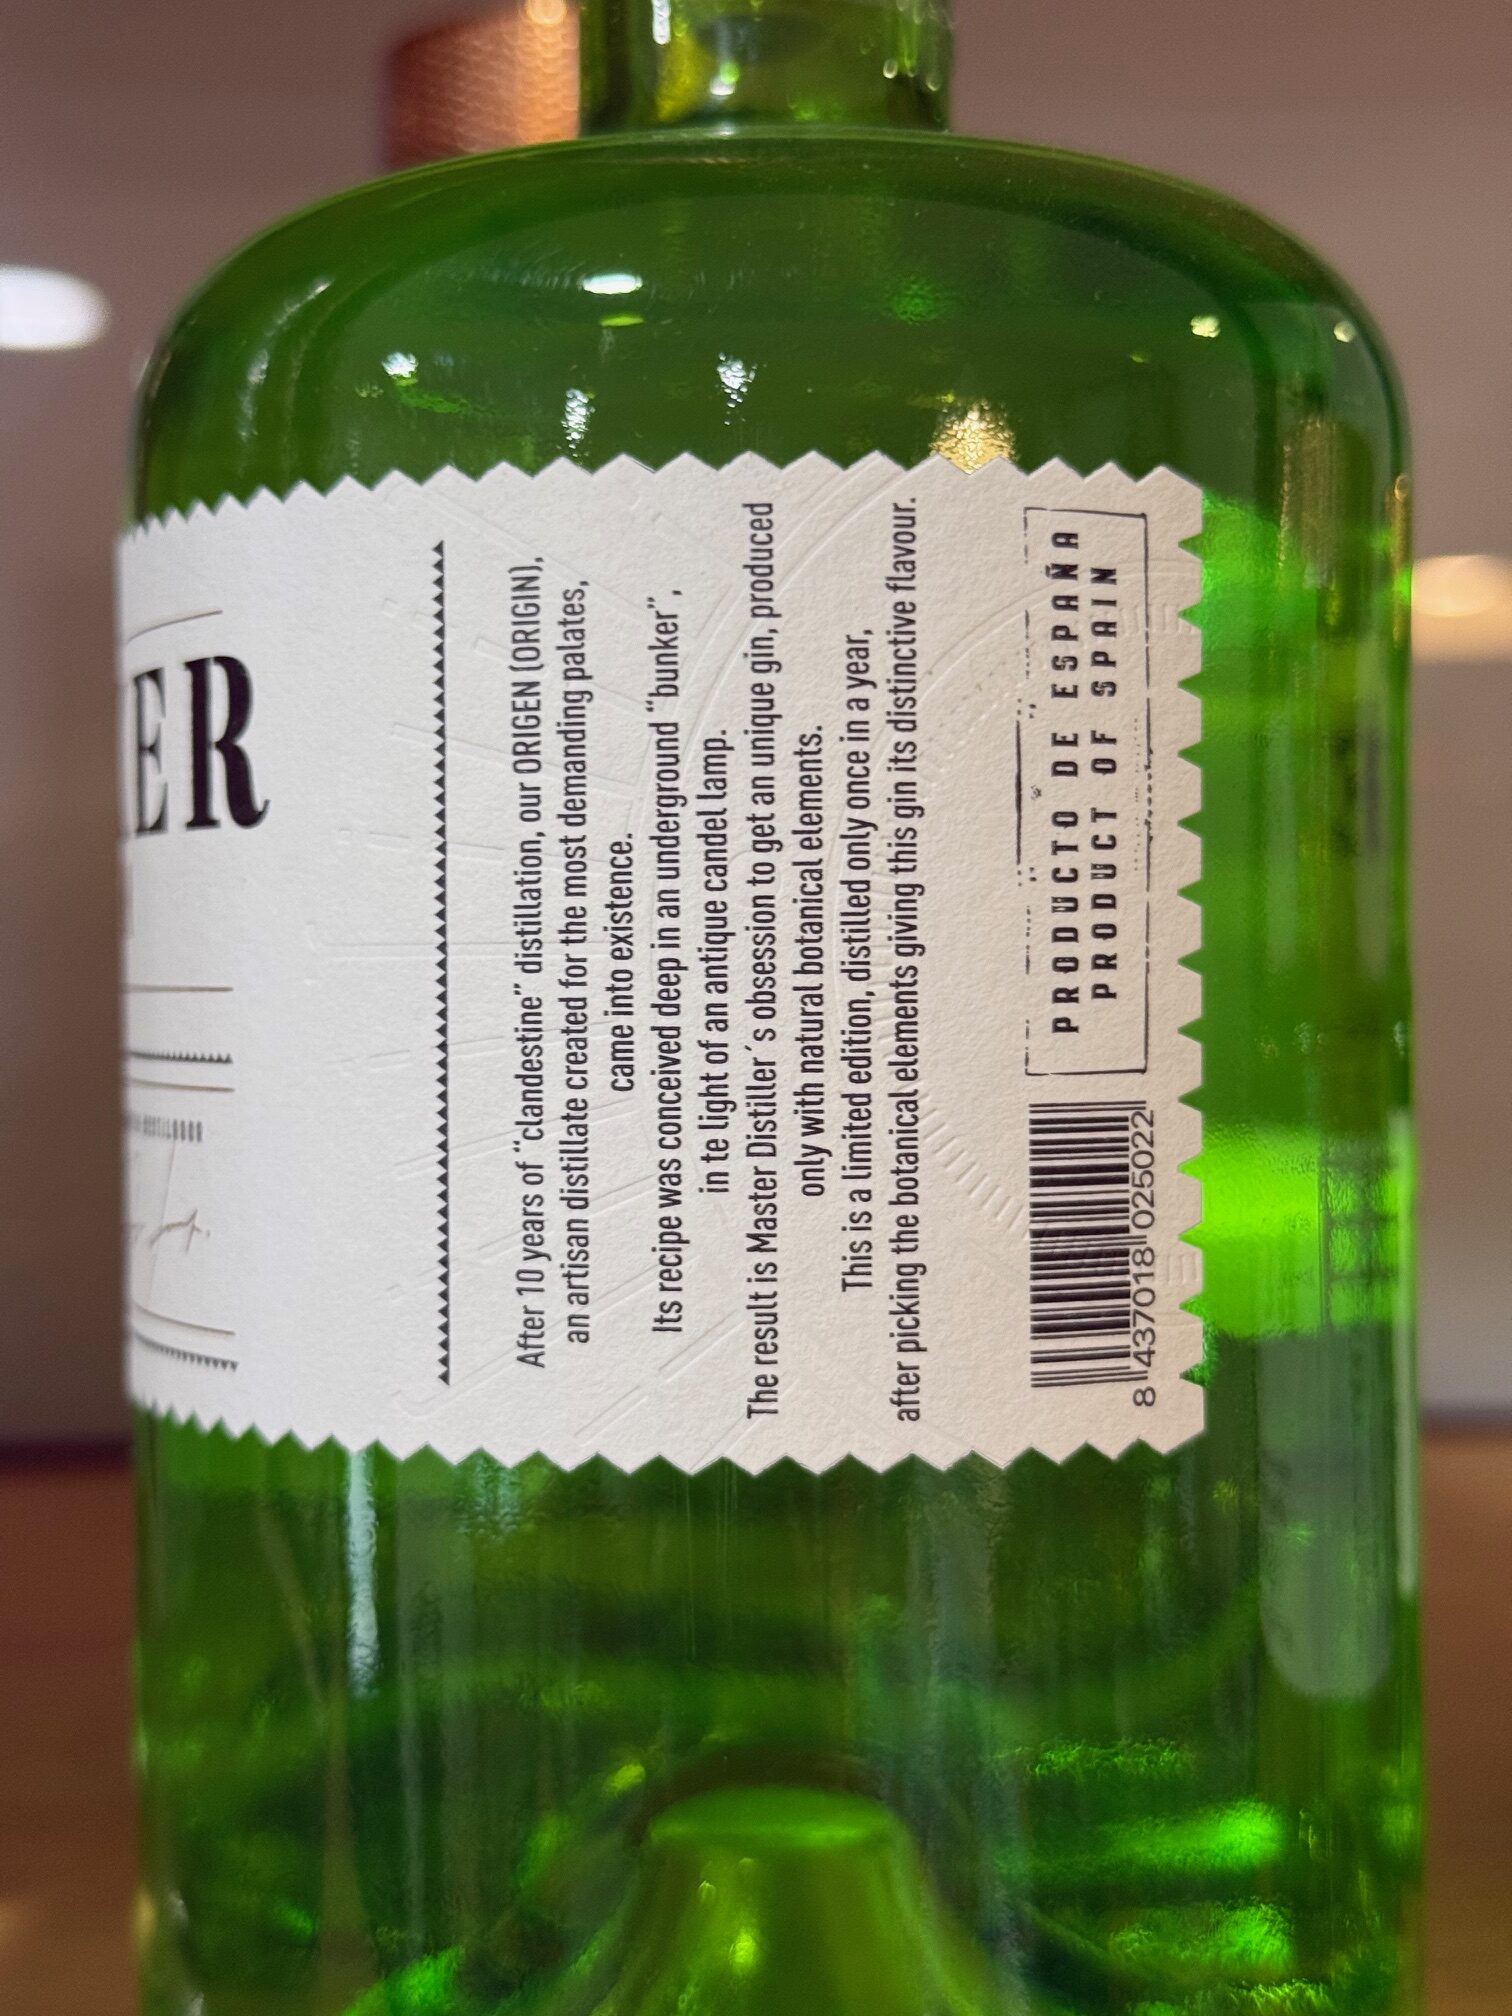 ER
After 10 years of “clandestine” distillation, our ORIGEN (ORIGIN),
an artisan distillate created for the most demanding palates,
came into existence.
Its recipe was conceived deep in an underground “bunker”,
in te light of an antique candel lamp.
The result is Master Distiller´s obsession to get an unique gin, produced
only with natural botanical elements.
This is a limited edition, distilled only once in a year,
after picking the botanical elements giving this gin its distinctive flavour.
PRODUCTO DE ESPAÑA
PRODUCT OF SPAIN
8 437018 025022